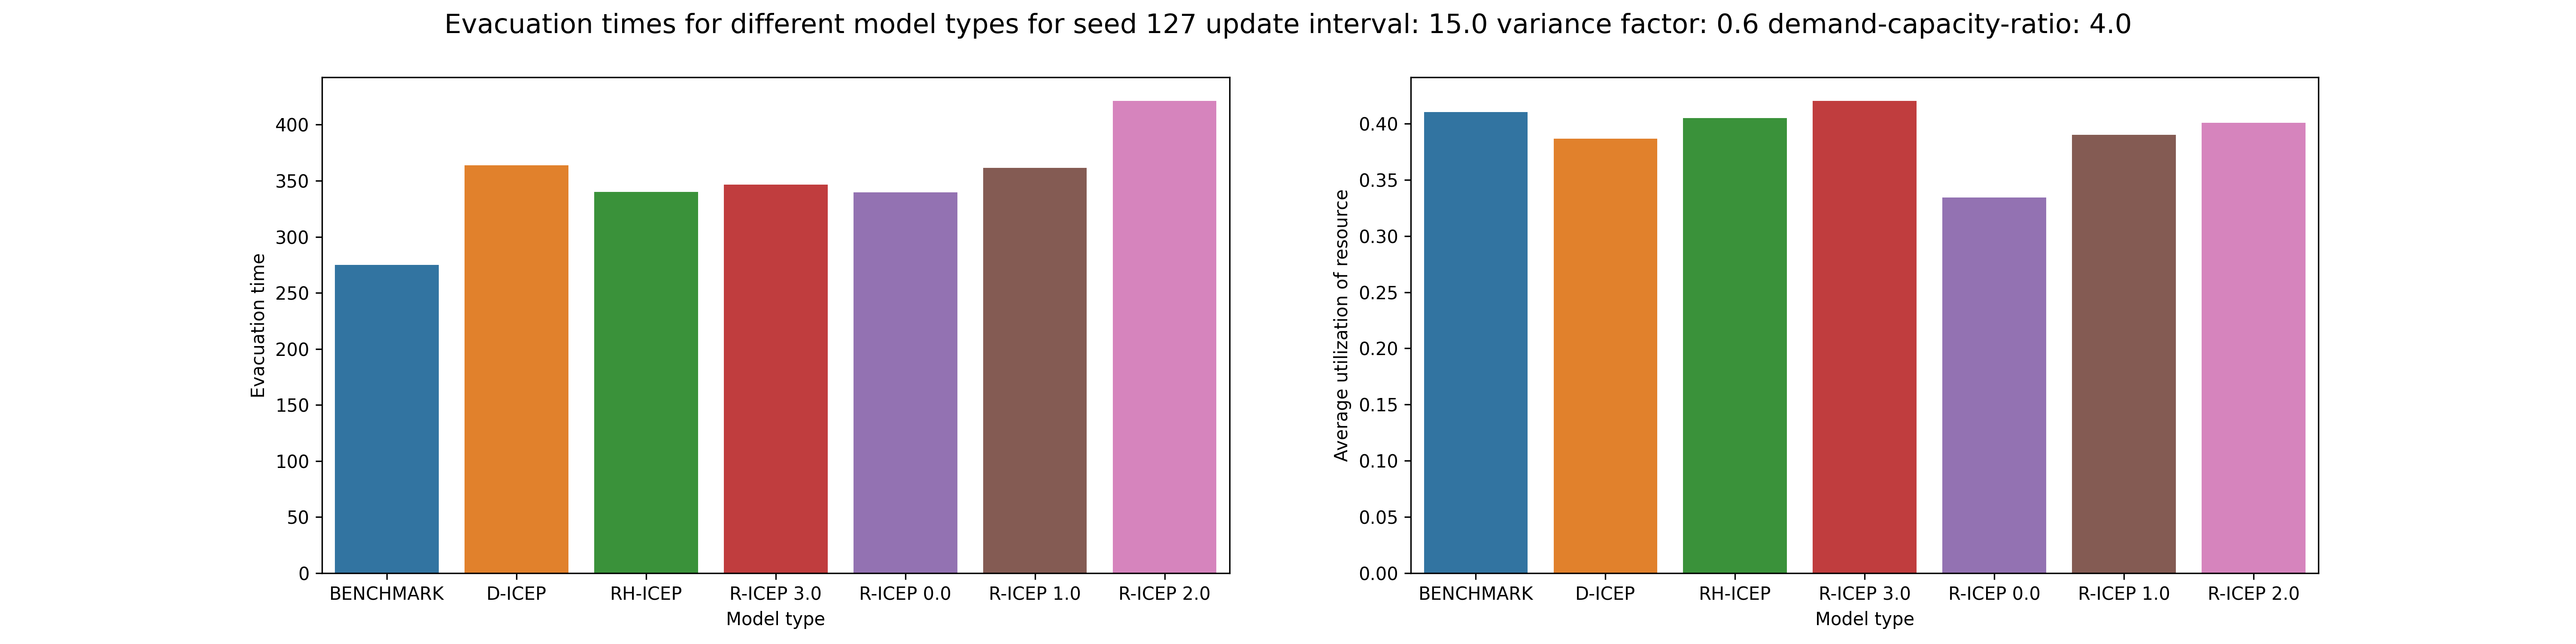 Evacuation times for different model types for seed 127 update interval: 15.0 variance factor: 0.6 demand-capacity-ratio: 4.0
Evacuation time
400
350
300
250
200
150
100
50
0
BENCHMARK D-ICEP RH-ICEP R-ICEP 3.0 R-ICEP 0.0 R-ICEP 1.0 R-ICEP 2.0
Model type
Average utilization of resource
0.40
0.35
0.30
0.25
0.20
0.15
0.10
0.05
0.00
BENCHMARK D-ICEP RH-ICEP R-ICEP 3.0 R-ICEP 0.0 R-ICEP 1.0 R-ICEP 2.0
Model type